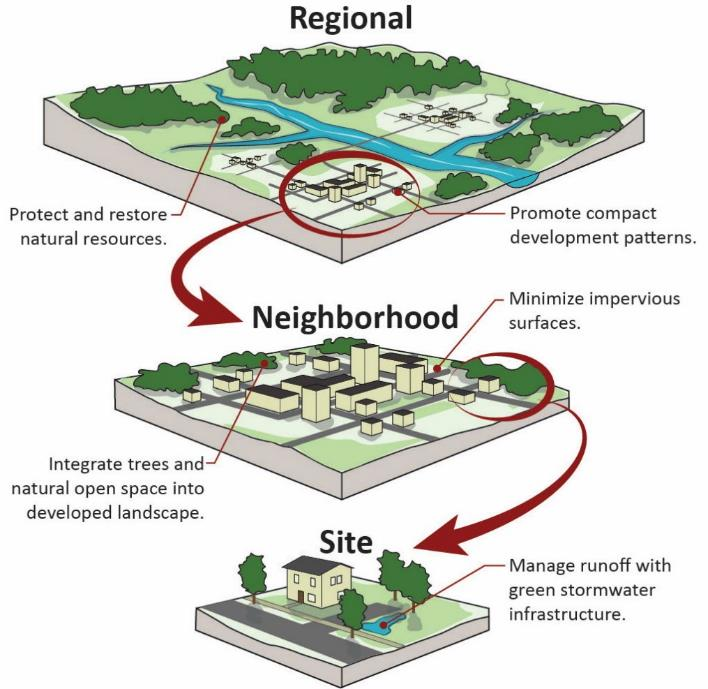 Regional
Protect and restore
natural resources.
Promote compact
development patterns.
Neighborhood
Minimize impervious
surfaces.
Integrate trees and
natural open space into
developed landscape.
Site
Manage runoff with
green stormwater
infrastructure.